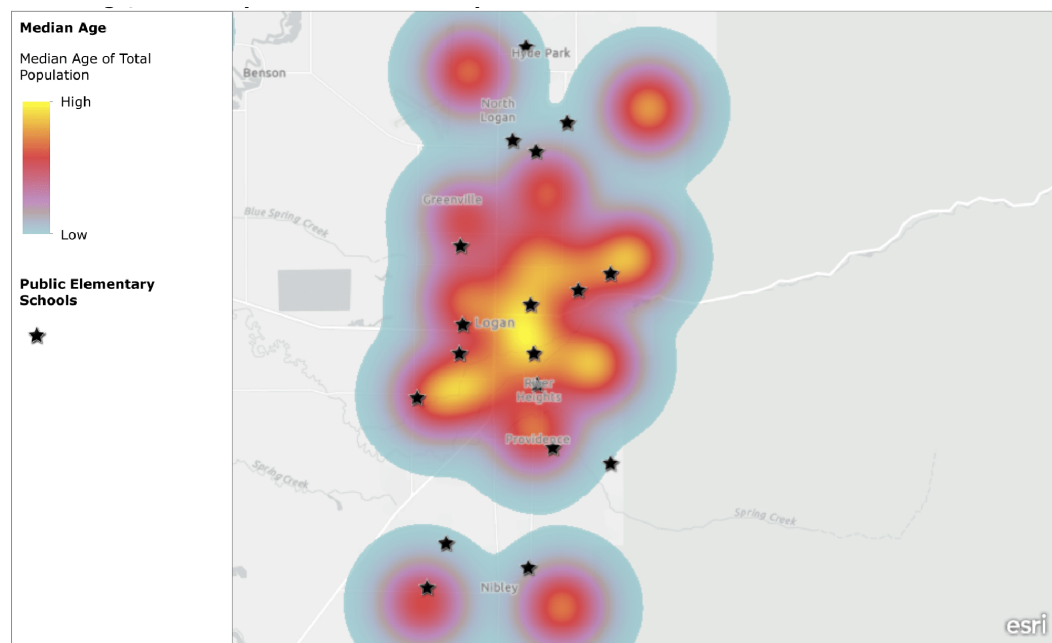 Median Age
Median Age of Total
Population
High
Low
Public Elementary
Schools
Hyde Park
Benson
North
Logan
Greenville
Blue Spring Creek
Logan
River
Heights
Providence
Spring Creek
Spring Creek
Nibley
esri